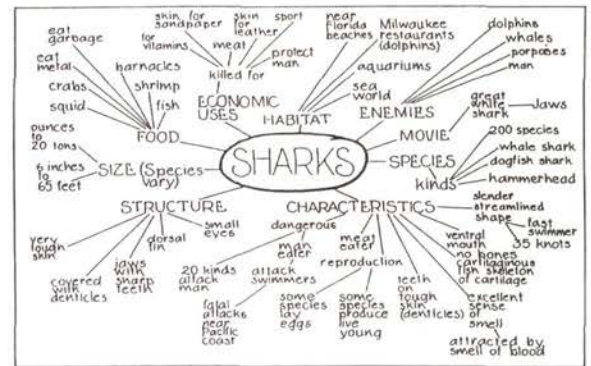 eat
garbage
eat
metal
crabs
squid
barnacles
shrimp
fish
FOOD
skin for
sandpaper
for
vitamins
meat
skin
for
leather
sport
protect
man
killed for
ECONOMIC
USES
near
Florida
beaches
Milwaukee
restaurants
(dolphins)
aquariums
sea
world
HABITAT
dolphins
whales
porpoises
man
ENEMIES
MOVIE
great
white
shark
Jaws
SPECIES
kinds
200 species
whale shark
dogfish shark
hammerhead
ounces
to
20 tons
6 inches
to
65 feet
SIZE (Species
vary)
SHARKS
STRUCTURE
very
tough
skin
covered
with
denticles
jaws
with
sharp
teeth
dorsal
fin
small
eyes
CHARACTERISTICS
dangerous
man
eater
20 kinds
attack
man
attack
swimmers
fatal
attacks
near
Pacific
coast
meat
eater
reproduction
some
species
lay
eggs
some
species
produce
live
young
teeth
on
tough
skin
(denticles)
excellent
sense
of
smell
attracted by
smell of blood
ventral
mouth
no bones
cartilaginous
fish skeleton
of cartilage
slender
streamlined
shape
fast
swimmer
35 knots